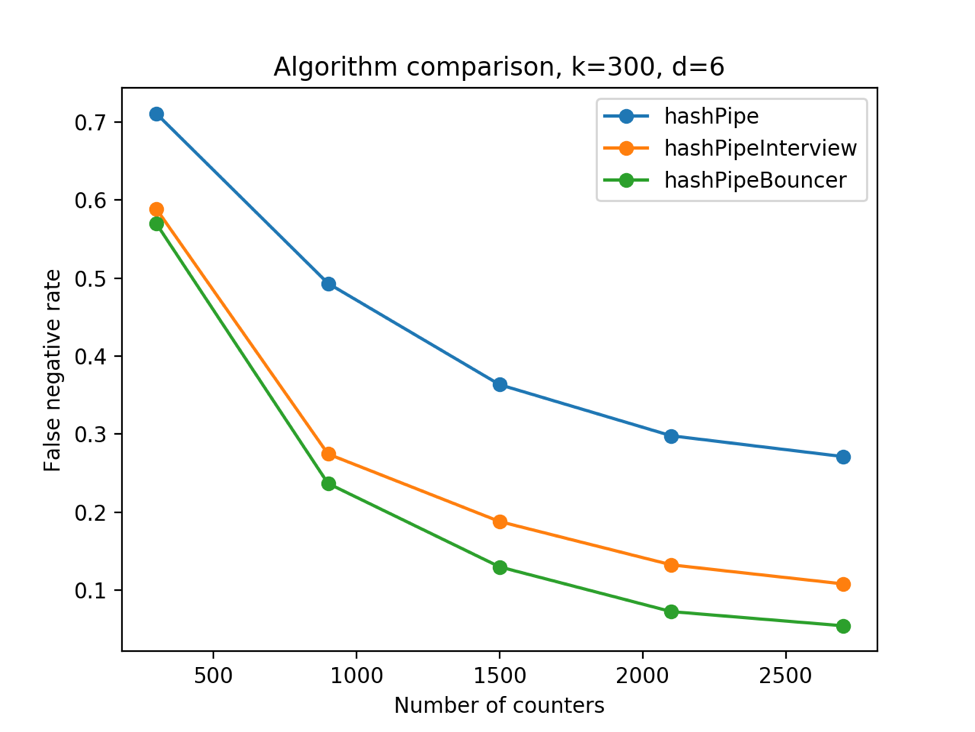 Algorithm comparison, k=300, d=6
hashPipe
hashPipeInterview
hashPipeBouncer
False negative rate
0.7
0.6
0.5
0.4
0.3
0.2
0.1
500 1000 1500 2000 2500
Number of counters